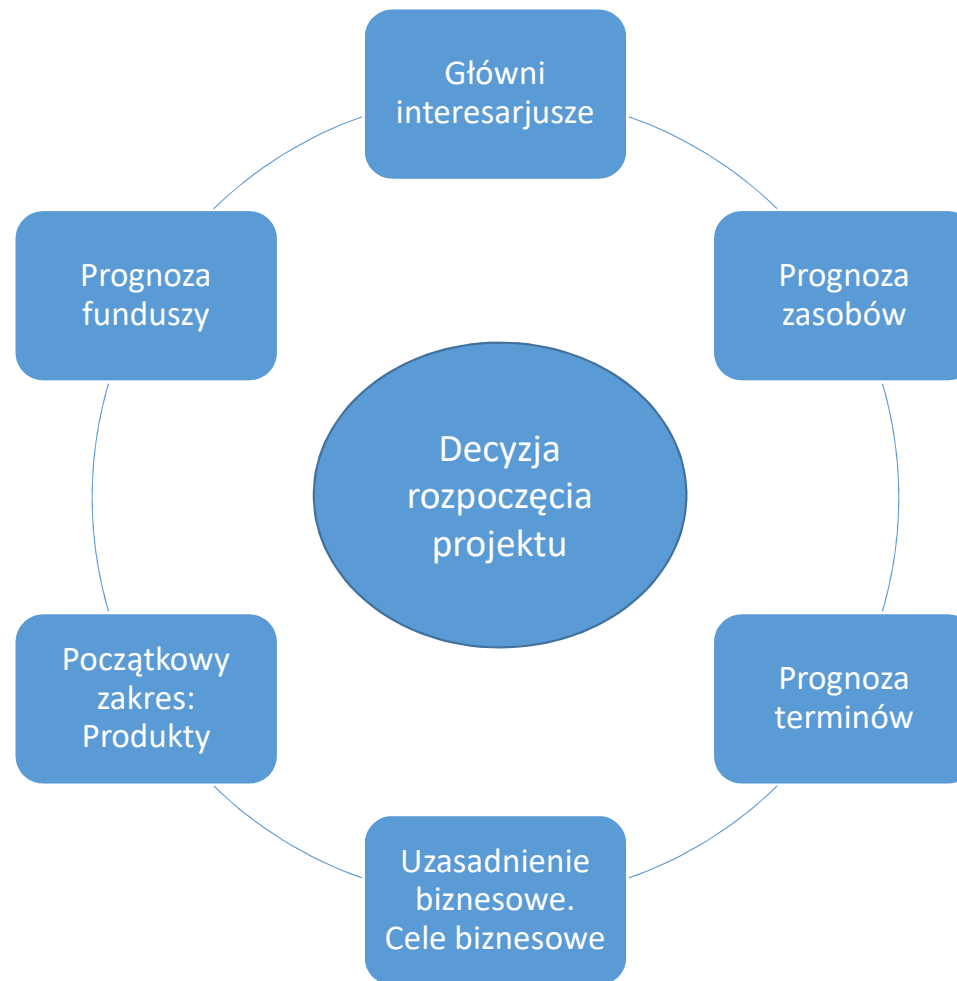 Główni
interesarjusze
Prognoza
funduszy
Prognoza
zasobów
Decyzja
rozpoczęcia
projektu
Początkowy
zakres:
Produkty
Prognoza
terminów
Uzasadnienie
biznesowe.
Cele biznesowe